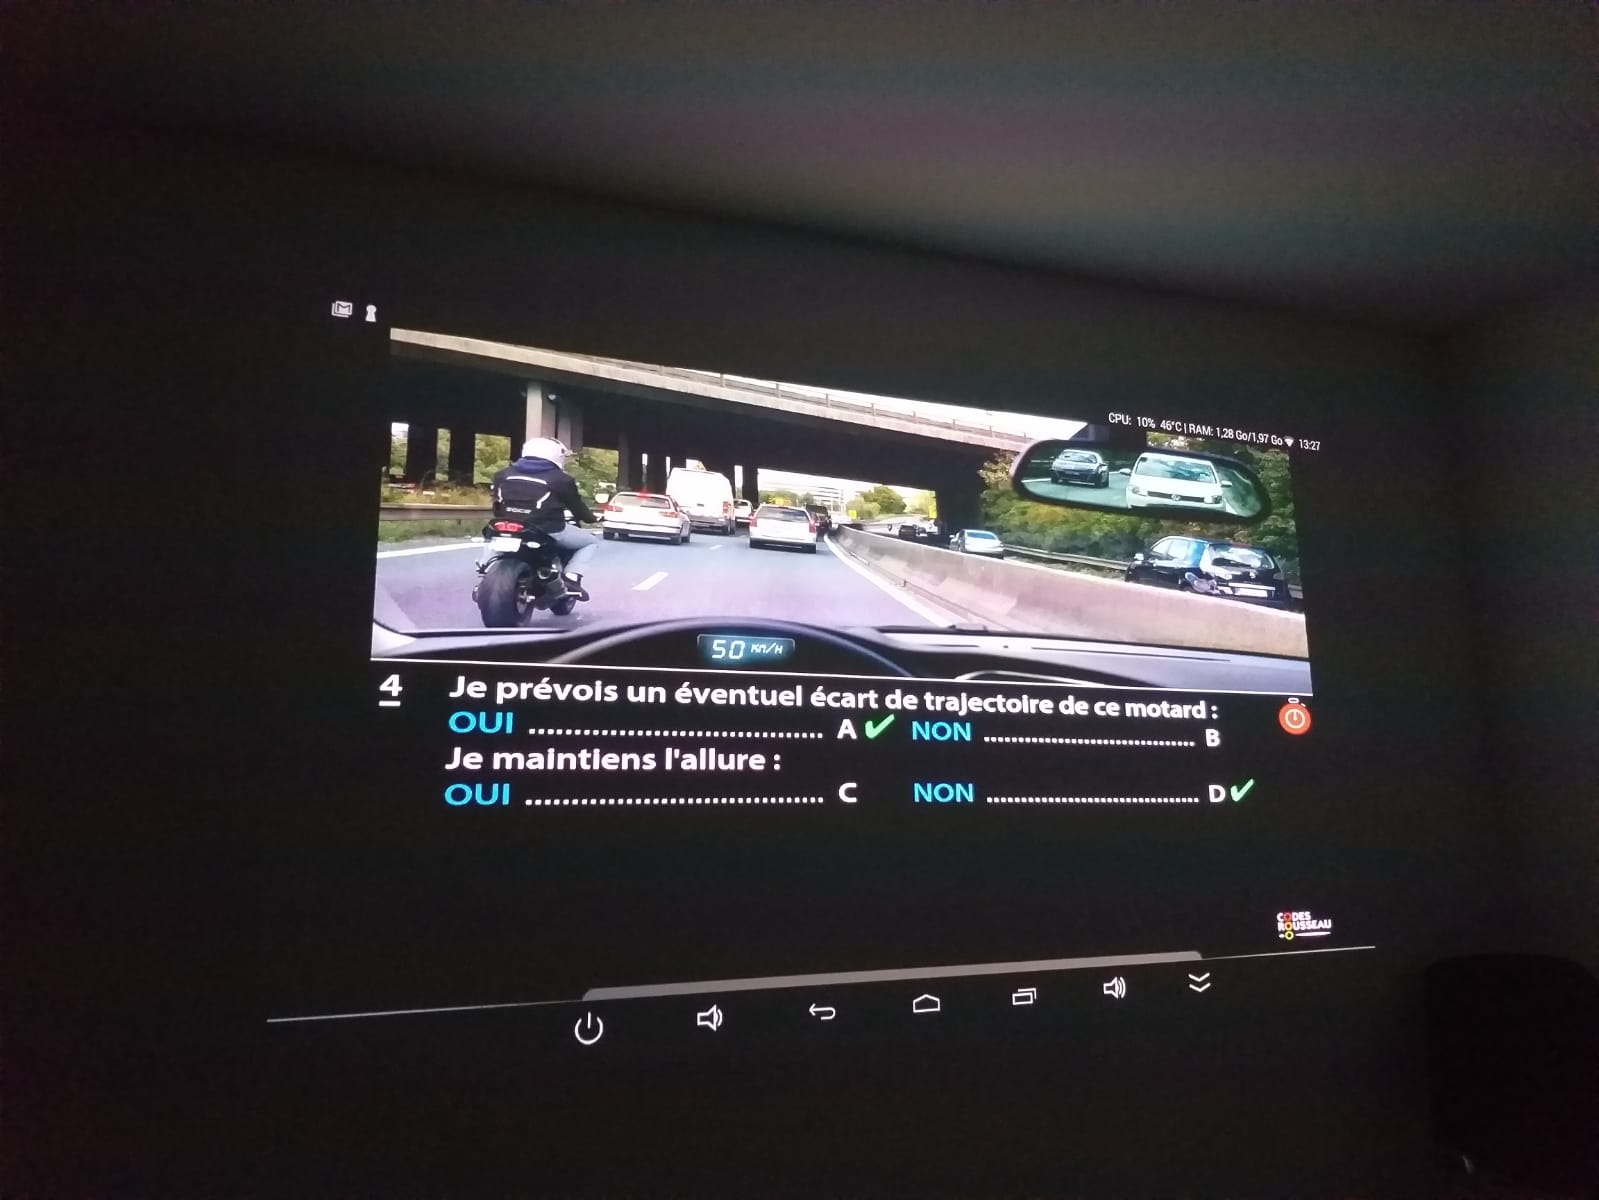 CPU: 10% 46°C | RAM: 1,28 Go/1,97 Go 13:27
50 KM/H
4 Je prévois un éventuel écart de trajectoire de ce motard :
OUI .................................. A ✓ NON .................................. B
Je maintiens l'allure :
OUI .................................. C NON .................................. D ✓
CODES
ROUSSEAU